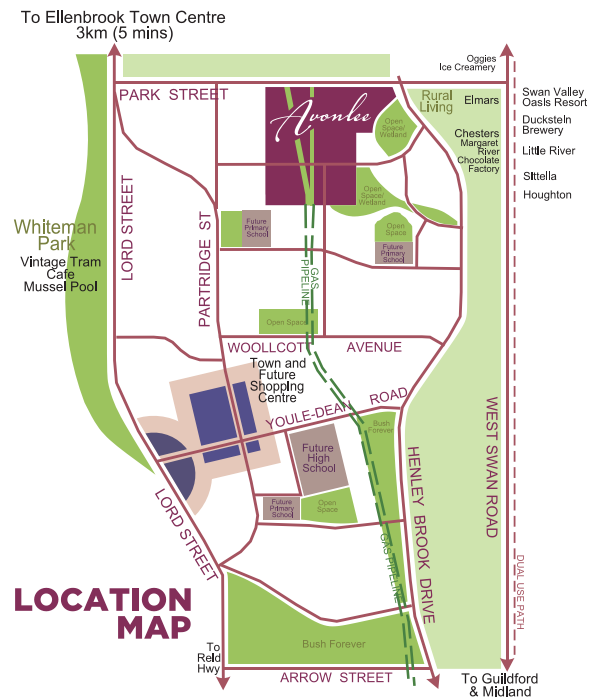 To Ellenbrook Town Centre
3km (5 mins)
Oggies
Ice Creamery
PARK STREET
Avonlee
Open
Space/
Wetland
Rural
Living
Elmars
Chesters
Margaret
River
Chocolate
Factory
Swan Valley
Oasls Resort
Ducksteln
Brewery
Little River
SIttella
Houghton
Open
Space/
Wetland
Whiteman
Park
Vintage Tram
Cafe
Mussel Pool
LORD STREET
PARTRIDGE ST
Future
Primary
School
Open
Space
Future
Primary
School
GAS
PIPELINE
Open Space
WOOLLCOTT AVENUE
Town and
Future
Shopping
Centre
YOULE-DEAN ROAD
Bush
Forever
Future
High
School
Future
Primary
School
Open
Space
HENLEY BROOK DRIVE
WEST SWAN ROAD
DUAL USE PATH
LORD STREET
GAS PIPELINE
LOCATION
MAP
To
Reld
Hwy
Bush Forever
ARROW STREET
To Guildford
& Midland